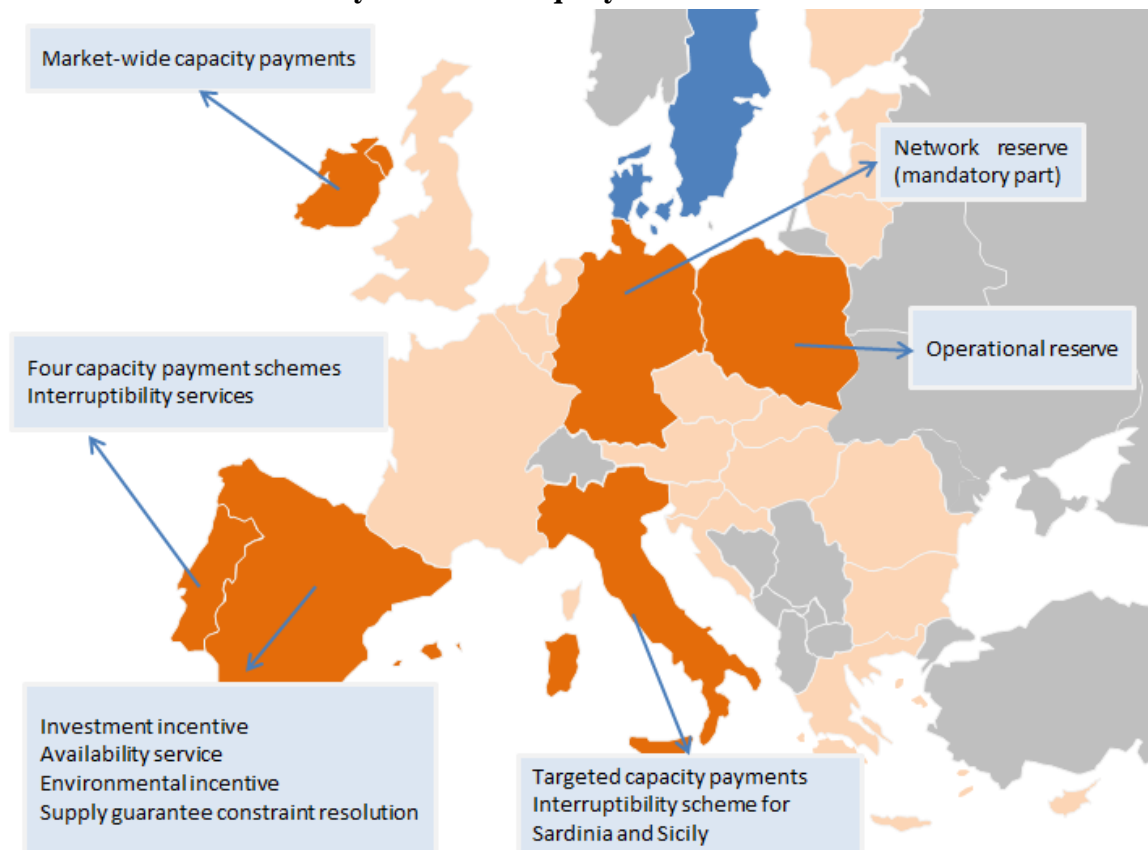 Market-wide capacity payments
Network reserve
(mandatory part)
Four capacity payment schemes
Interruptibility services
Operational reserve
Investment incentive
Availability service
Environmental incentive
Supply guarantee constraint resolution
Targeted capacity payments
Interruptibility scheme for
Sardinia and Sicily